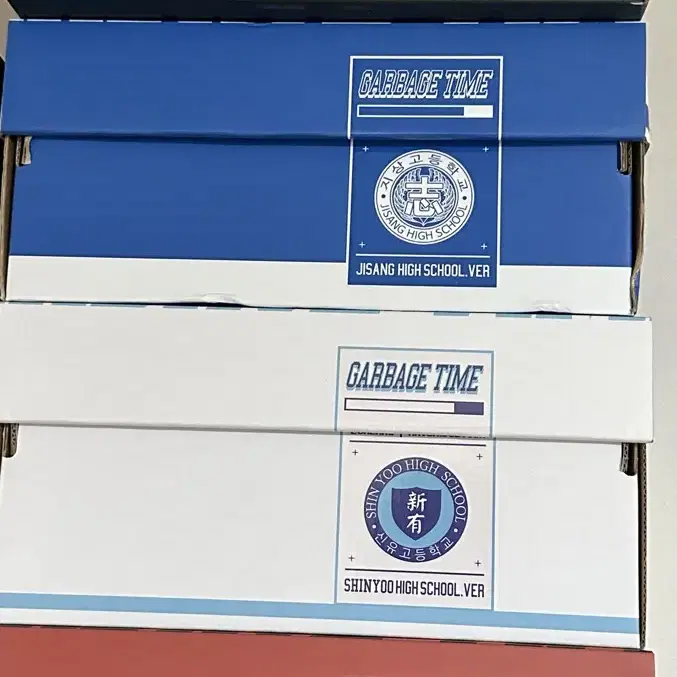 GARBAGE TIME
지상고등학교
志
JISANG HIGH SCHOOL
JISANG HIGH SCHOOL.VER
GARBAGE TIME
SHIN YOO HIGH SCHOOL
新
有
신유고등학교
SHINYOO HIGH SCHOOL.VER